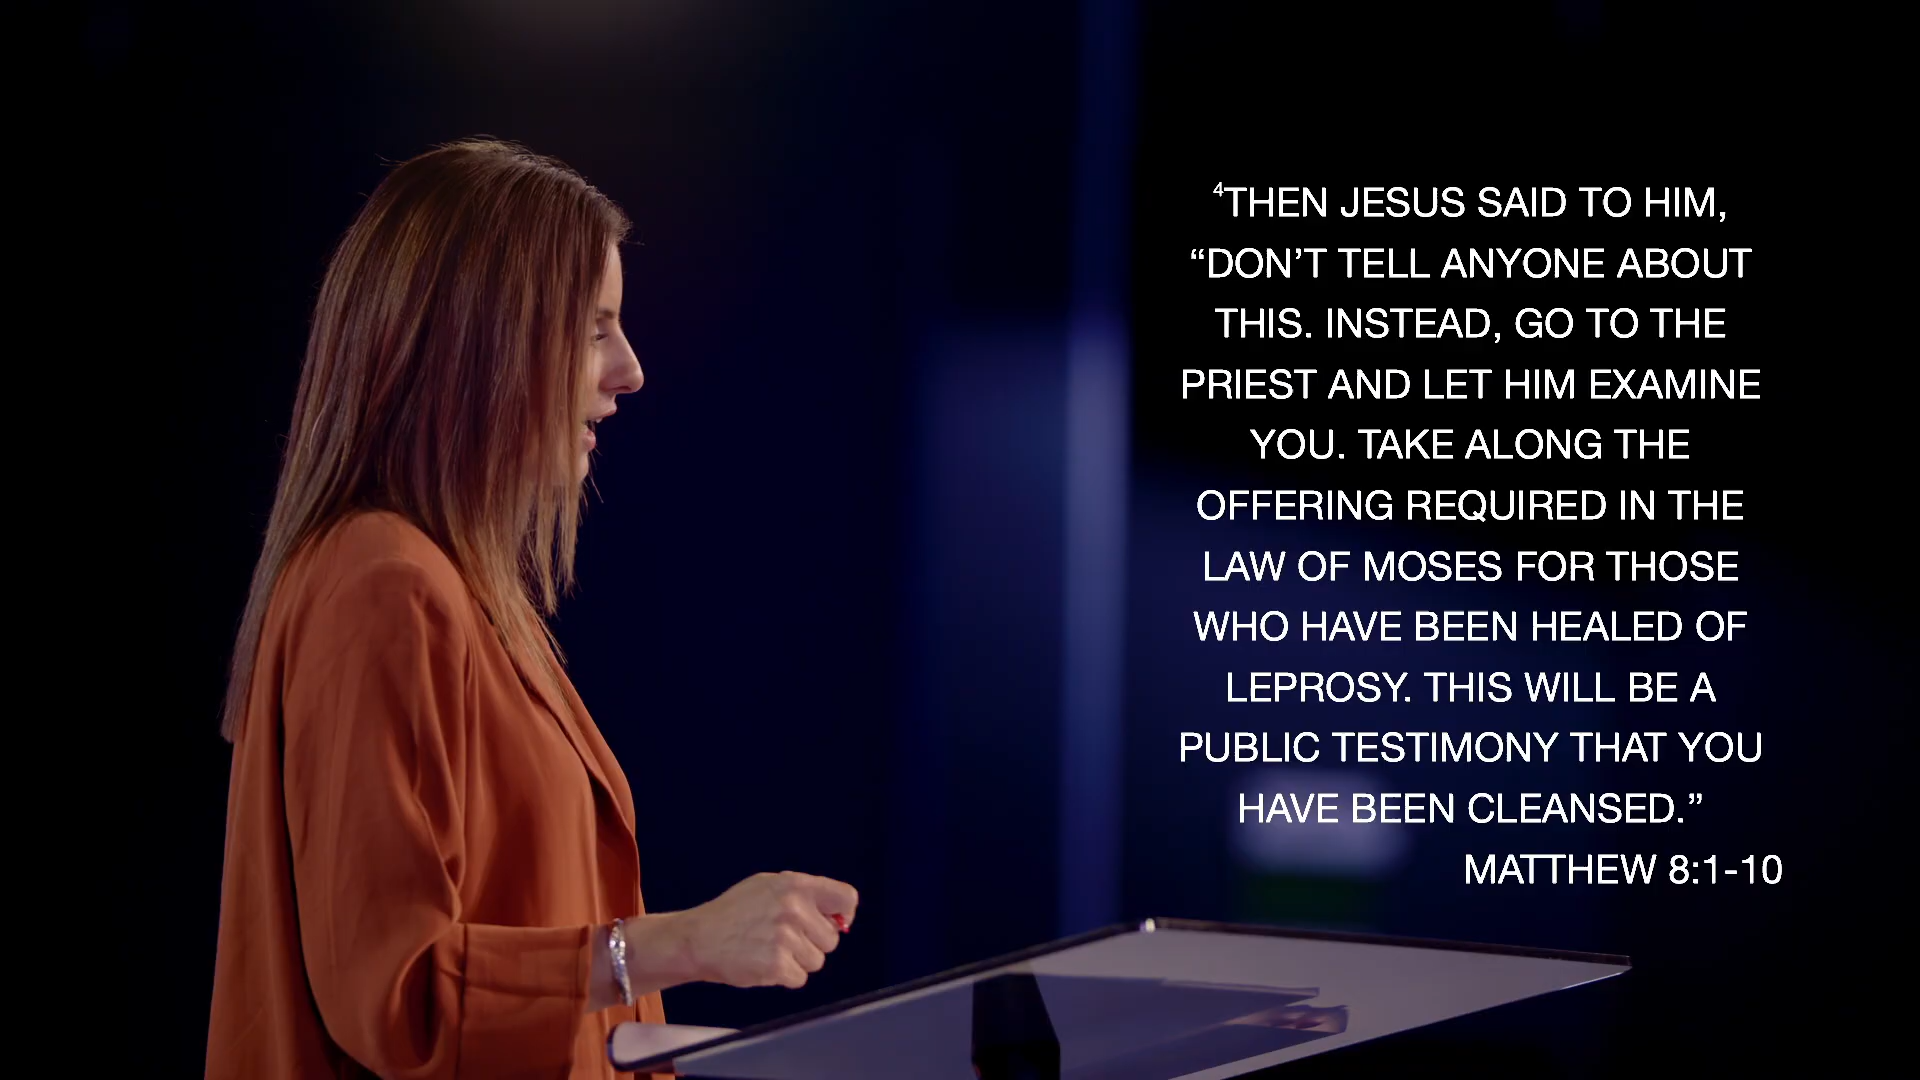 ⁴THEN JESUS SAID TO HIM,
“DON’T TELL ANYONE ABOUT
THIS. INSTEAD, GO TO THE
PRIEST AND LET HIM EXAMINE
YOU. TAKE ALONG THE
OFFERING REQUIRED IN THE
LAW OF MOSES FOR THOSE
WHO HAVE BEEN HEALED OF
LEPROSY. THIS WILL BE A
PUBLIC TESTIMONY THAT YOU
HAVE BEEN CLEANSED.”
MATTHEW 8:1-10